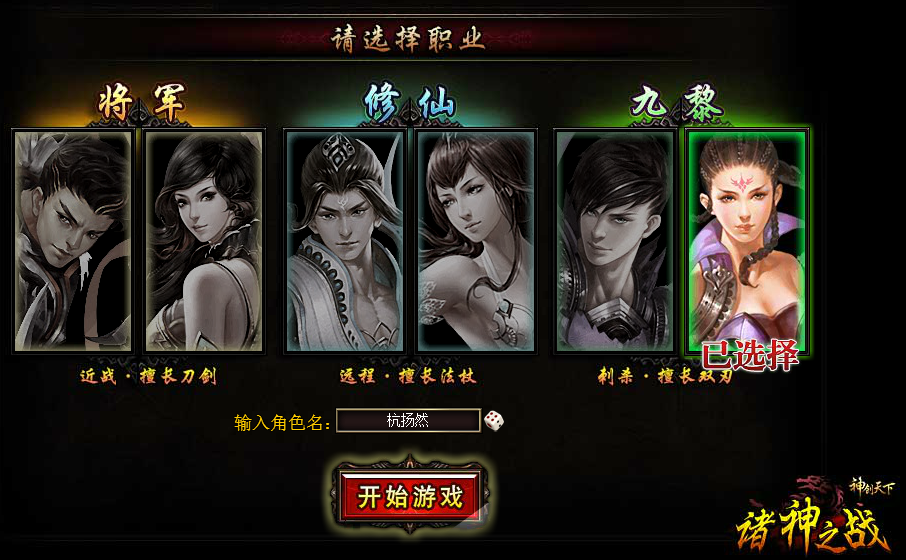 请选择职业
将军
修仙
九黎
已选择
近战·擅长刀剑
远程·擅长法杖
刺杀·擅长双刃
输入角色名:
杭扬然
开始游戏
神创天下
诸神之战